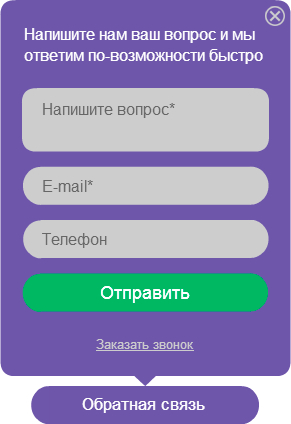 Напишите нам ваш вопрос и мы
ответим по-возможности быстро
Напишите вопрос*
E-mail*
Телефон
Отправить
Заказать звонок
Обратная связь